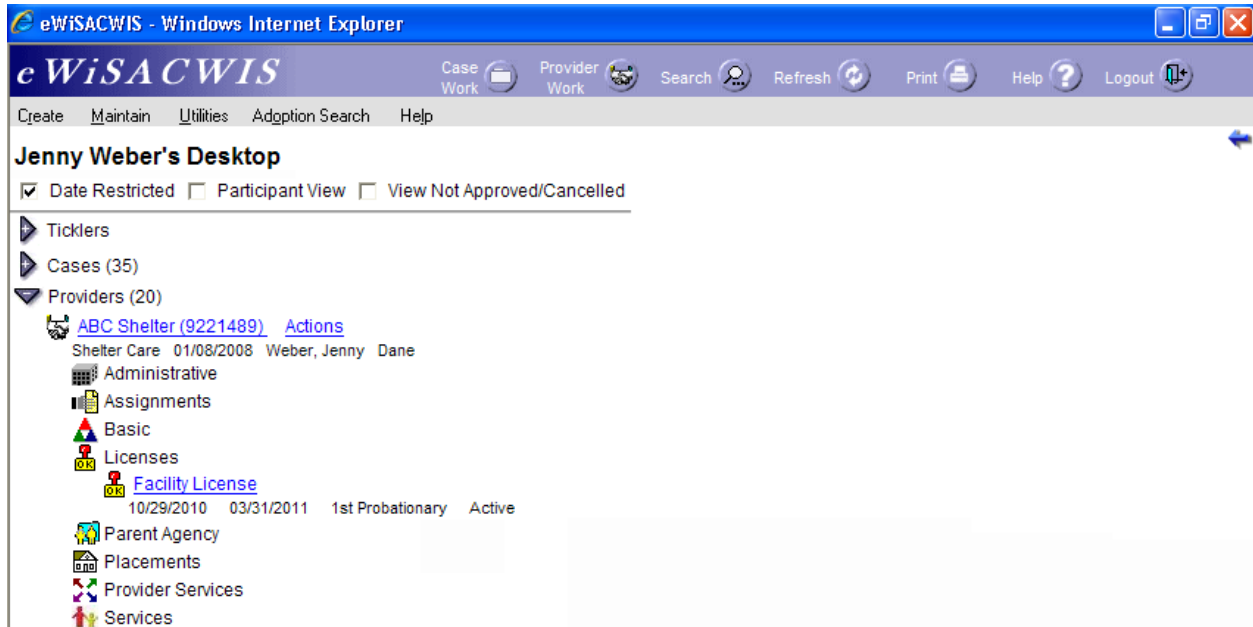 eWiSACWIS - Windows Internet Explorer
e WiSACWIS Case Work Provider Work Search Refresh Print Help Logout
Create Maintain Utilities Adoption Search Help
Jenny Weber's Desktop
Date Restricted Participant View View Not Approved/Cancelled
Ticklers
Cases (35)
Providers (20)
ABC Shelter (9221489) Actions
Shelter Care 01/08/2008 Weber, Jenny Dane
Administrative
Assignments
Basic
OK Licenses
OK Facility License
10/29/2010 03/31/2011 1st Probationary Active
Parent Agency
Placements
Provider Services
Services